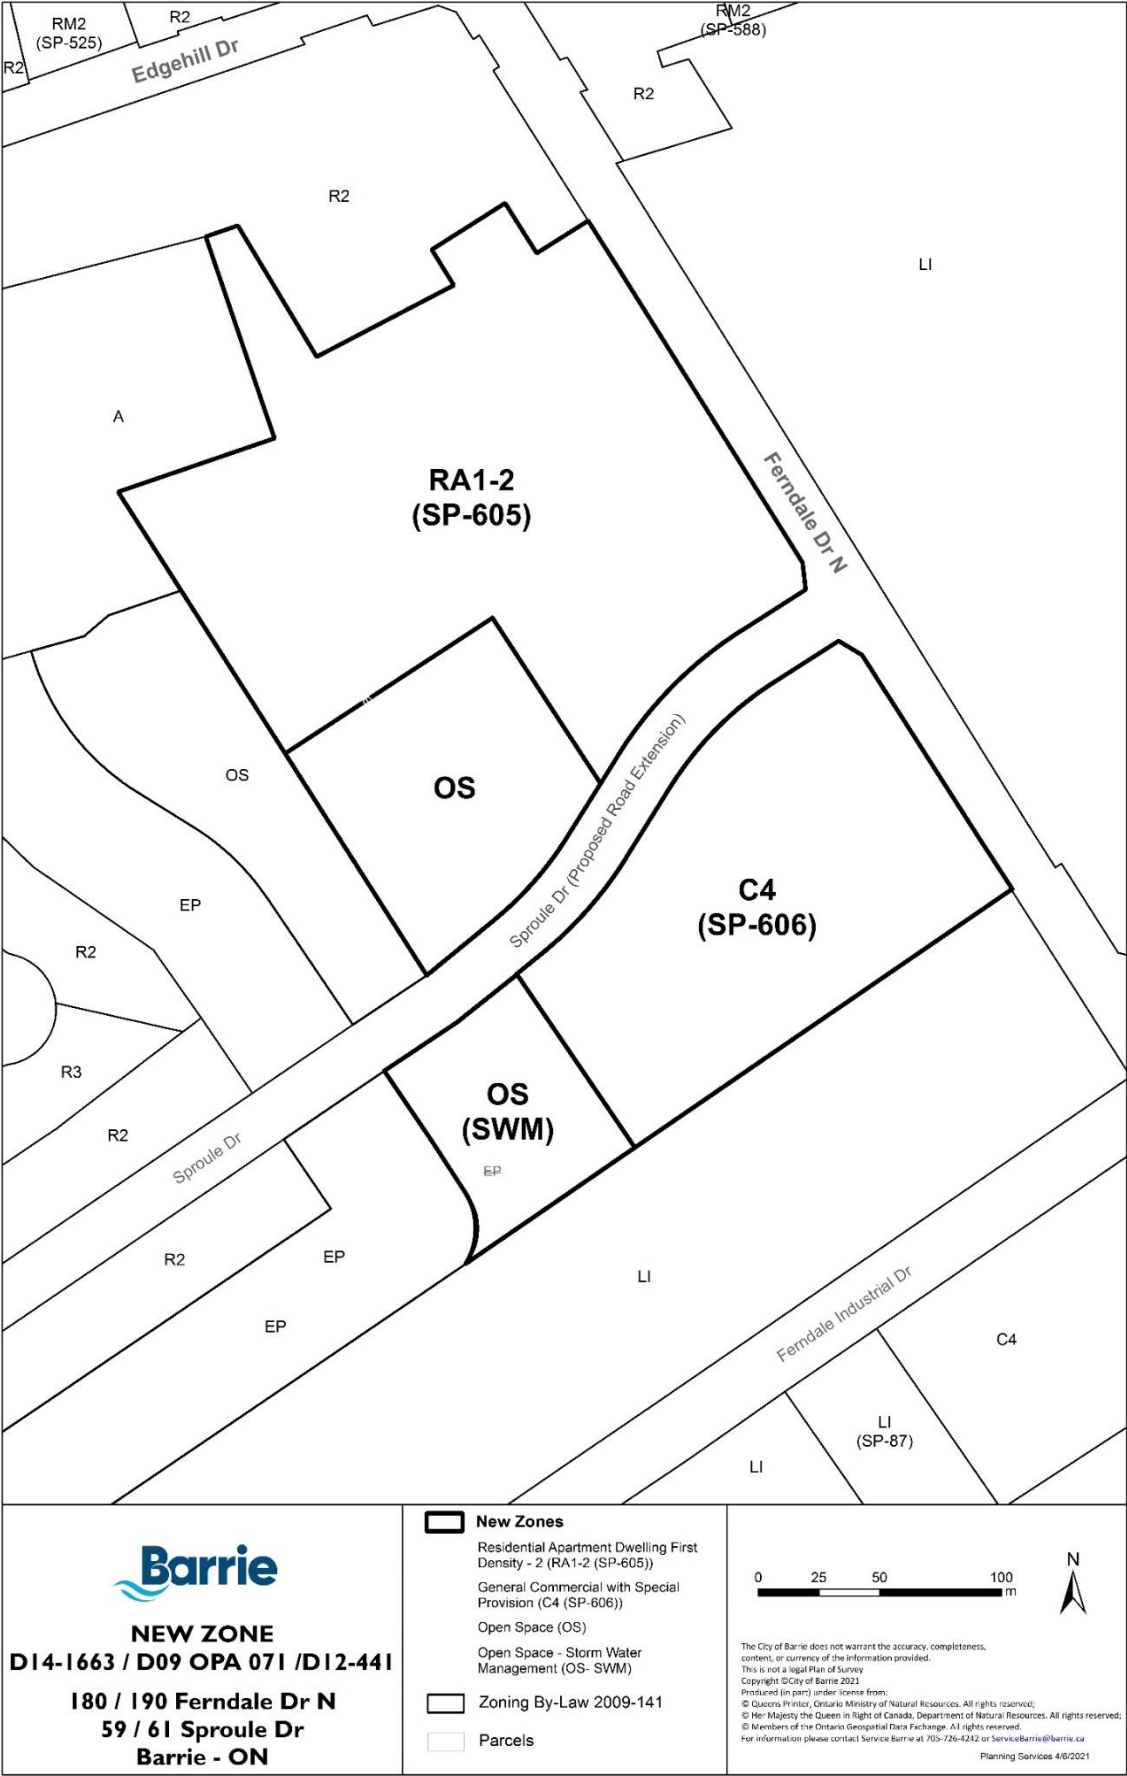 RM2
(SP-525)
R2
R2
Edgehill Dr
RM2
(SP-588)
R2
R2
LI
A
RA1-2
(SP-605)
Ferndale Dr N
OS
OS
Sproule Dr (Proposed Road Extension)
C4
(SP-606)
EP
R2
R3
R2
OS
(SWM)
EP
Sproule Dr
R2
EP
EP
LI
Ferndale Industrial Dr
C4
LI
(SP-87)
LI
Barrie
NEW ZONE
D14-1663 / D09 OPA 071 /D12-441
180 / 190 Ferndale Dr N
59 / 61 Sproule Dr
Barrie - ON
New Zones
Residential Apartment Dwelling First
Density - 2 (RA1-2 (SP-605))
General Commercial with Special
Provision (C4 (SP-606))
Open Space (OS)
Open Space - Storm Water
Management (OS- SWM)
Zoning By-Law 2009-141
Parcels
0 25 50 100
m
N
The City of Barrie does not warrant the accuracy, completeness,
content, or currency of the information provided.
This is not a legal Plan of Survey
Copyright ©City of Barrie 2021
Produced (in part) under license from:
© Queens Printer, Ontario Ministry of Natural Resources. All rights reserved;
© Her Majesty the Queen in Right of Canada, Department of Natural Resources. All rights reserved;
© Members of the Ontario Geospatial Data Exchange. All rights reserved.
For information please contact Service Barrie at 705-726-4242 or ServiceBarrie@barrie.ca
Planning Services 4/6/2021